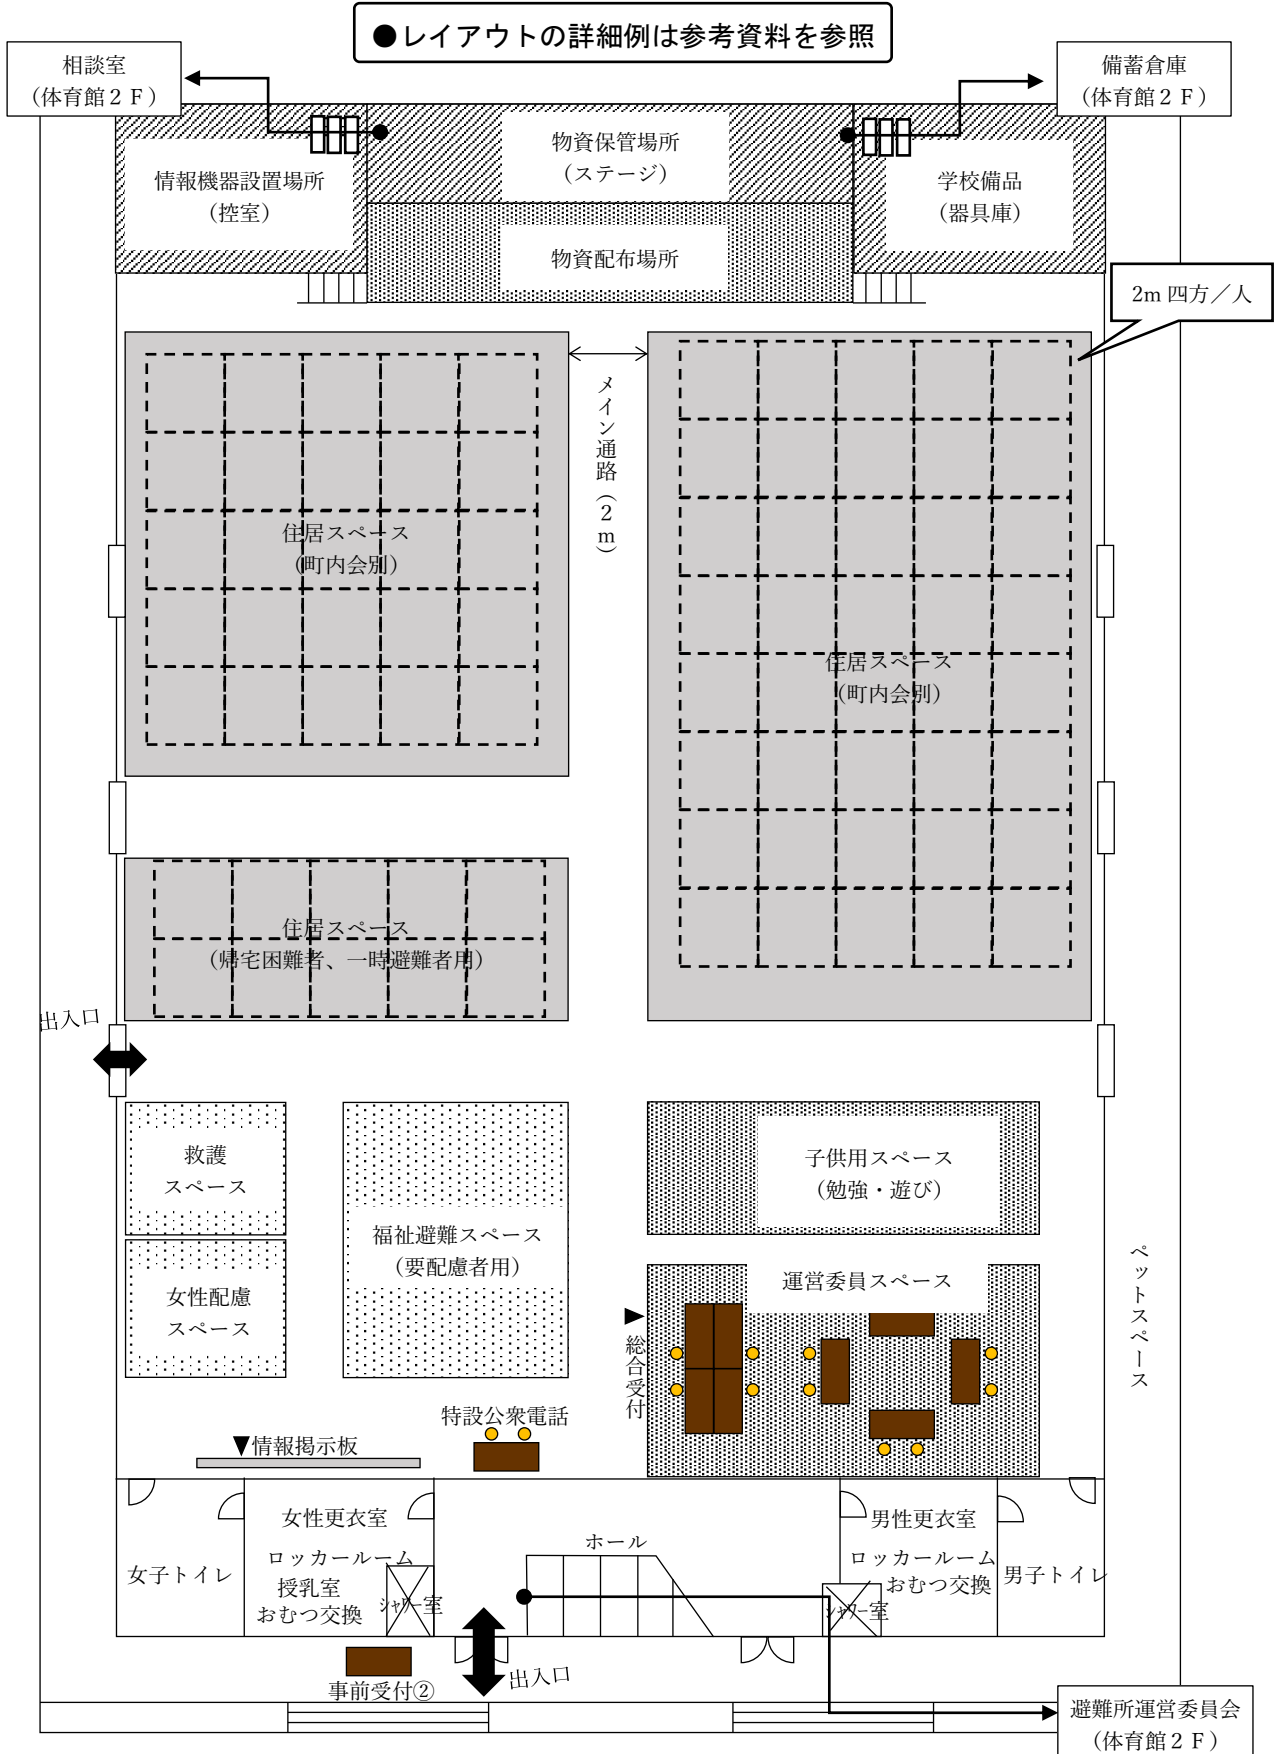 ●レイアウトの詳細例は参考資料を参照
相談室
（体育館２Ｆ）
備蓄倉庫
（体育館２Ｆ）
物資保管場所
（ステージ）
情報機器設置場所
（控室）
学校備品
（器具庫）
物資配布場所
2m 四方／人
メイン通路（２ｍ）
住居スペース
（町内会別）
住居スペース
（町内会別）
住居スペース
（帰宅困難者、一時避難者用）
出入口
救護
スペース
福祉避難スペース
（要配慮者用）
子供用スペース
（勉強・遊び）
女性配慮
スペース
運営委員スペース
▶総合受付
ペットスペース
特設公衆電話
▼情報掲示板
女子トイレ
女性更衣室
ロッカールーム
授乳室
おむつ交換
シャワー室
ホール
男性更衣室
ロッカールーム
おむつ交換
シャワー室
男子トイレ
事前受付②
出入口
避難所運営委員会
（体育館２Ｆ）